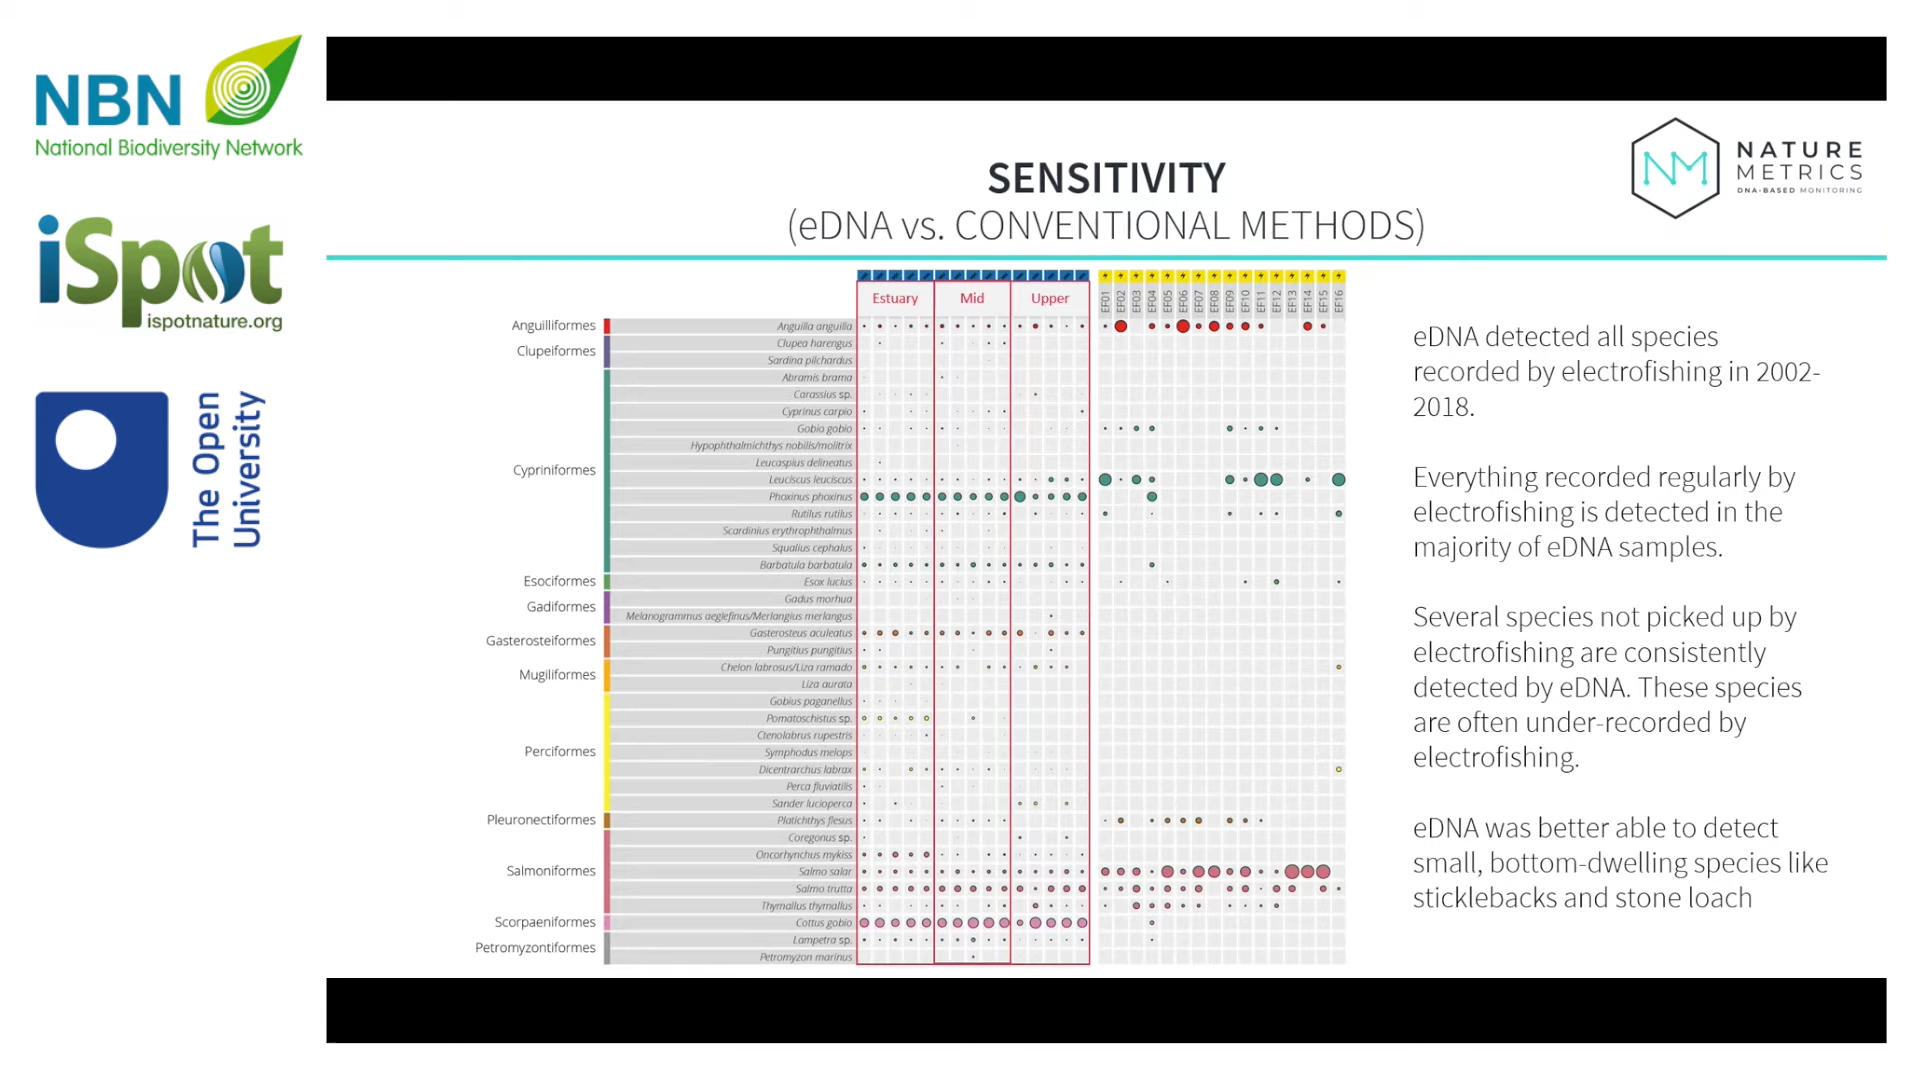 NBN
National Biodiversity Network
iSpot
ispotnature.org
The Open
University
NATURE
METRICS
DNA-BASED MONITORING
SENSITIVITY
(eDNA vs. CONVENTIONAL METHODS)
Estuary Mid Upper
EF01 EF02 EF03 EF04 EF05 EF06 EF07 EF08 EF09 EF10 EF11 EF12 EF13 EF14 EF15 EF16
Anguilliformes Anguilla anguilla
Clupeiformes Clupea harengus
Sardina pilchardus
Abramis brama
Carassius sp.
Cyprinus carpio
Gobio gobio
Hypophthalmichthys nobilis/molitrix
Leucaspius delineatus
Cypriniformes Leuciscus leuciscus
Phoxinus phoxinus
Rutilus rutilus
Scardinius erythrophthalmus
Squalius cephalus
Barbatula barbatula
Esociformes Esox lucius
Gadiformes Gadus morhua
Melanogrammus aeglefinus/Merlangius merlangus
Gasterosteiformes Gasterosteus aculeatus
Pungitius pungitius
Mugiliformes Chelon labrosus/Liza ramado
Liza aurata
Gobius paganellus
Pomatoschistus sp.
Ctenolabrus rupestris
Perciformes Symphodus melops
Dicentrarchus labrax
Perca fluviatilis
Sander lucioperca
Pleuronectiformes Platichthys flesus
Coregonus sp.
Oncorhynchus mykiss
Salmoniformes Salmo salar
Salmo trutta
Thymallus thymallus
Scorpaeniformes Cottus gobio
Petromyzontiformes Lampetra sp.
Petromyzon marinus
eDNA detected all species
recorded by electrofishing in 2002-
2018.
Everything recorded regularly by
electrofishing is detected in the
majority of eDNA samples.
Several species not picked up by
electrofishing are consistently
detected by eDNA. These species
are often under-recorded by
electrofishing.
eDNA was better able to detect
small, bottom-dwelling species like
sticklebacks and stone loach